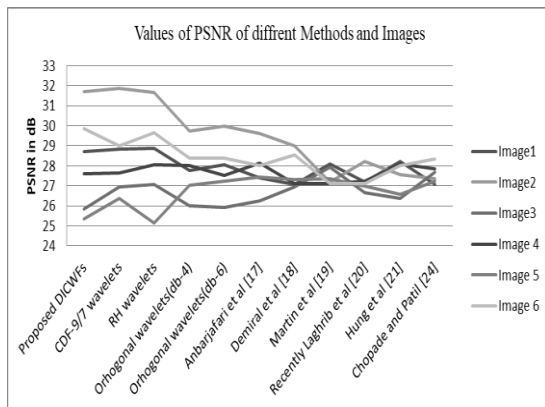 Values of PSNR of diffrent Methods and Images
33
32
31
30
29
28
27
26
25
24
PSNR in dB
Proposed DICWFs
CDF-9/7 wavelets
RH wavelets
Orhogonal wavelets(db-4)
Orhogonal wavelets(db-6)
Anbarjafari et al [17]
Demiral et al [18]
Martin et al [19]
Recently Laghrib et al [20]
Hung et al [21]
Chopade and Patil [24]
Image1
Image2
Image3
Image 4
Image 5
Image 6